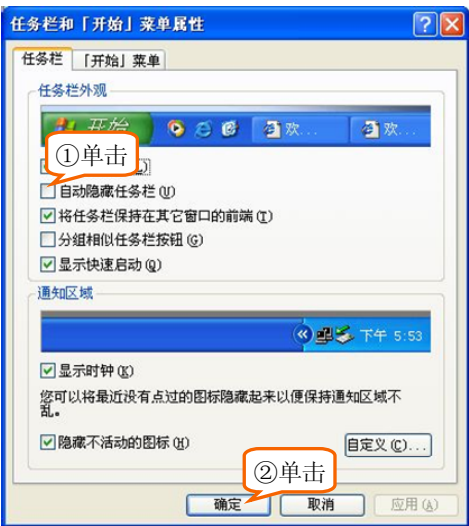 任务栏和「开始」菜单属性
任务栏 「开始」菜单
任务栏外观
开始 欢... 欢...
①单击
自动隐藏任务栏(U)
将任务栏保持在其它窗口的前端(T)
分组相似任务栏按钮(G)
显示快速启动(Q)
通知区域
下午 5:53
显示时钟(K)
您可以将最近没有点过的图标隐藏起来以便保持通知区域不
乱。
隐藏不活动的图标(H) 自定义(C)...
②单击
确定 取消 应用(A)